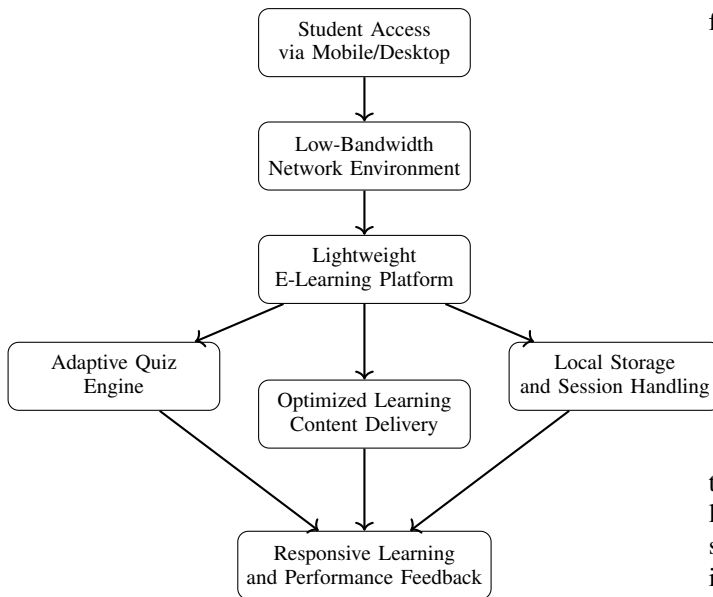 Student Access
via Mobile/Desktop
Low-Bandwidth
Network Environment
Lightweight
E-Learning Platform
Adaptive Quiz
Engine
Optimized Learning
Content Delivery
Local Storage
and Session Handling
Responsive Learning
and Performance Feedback